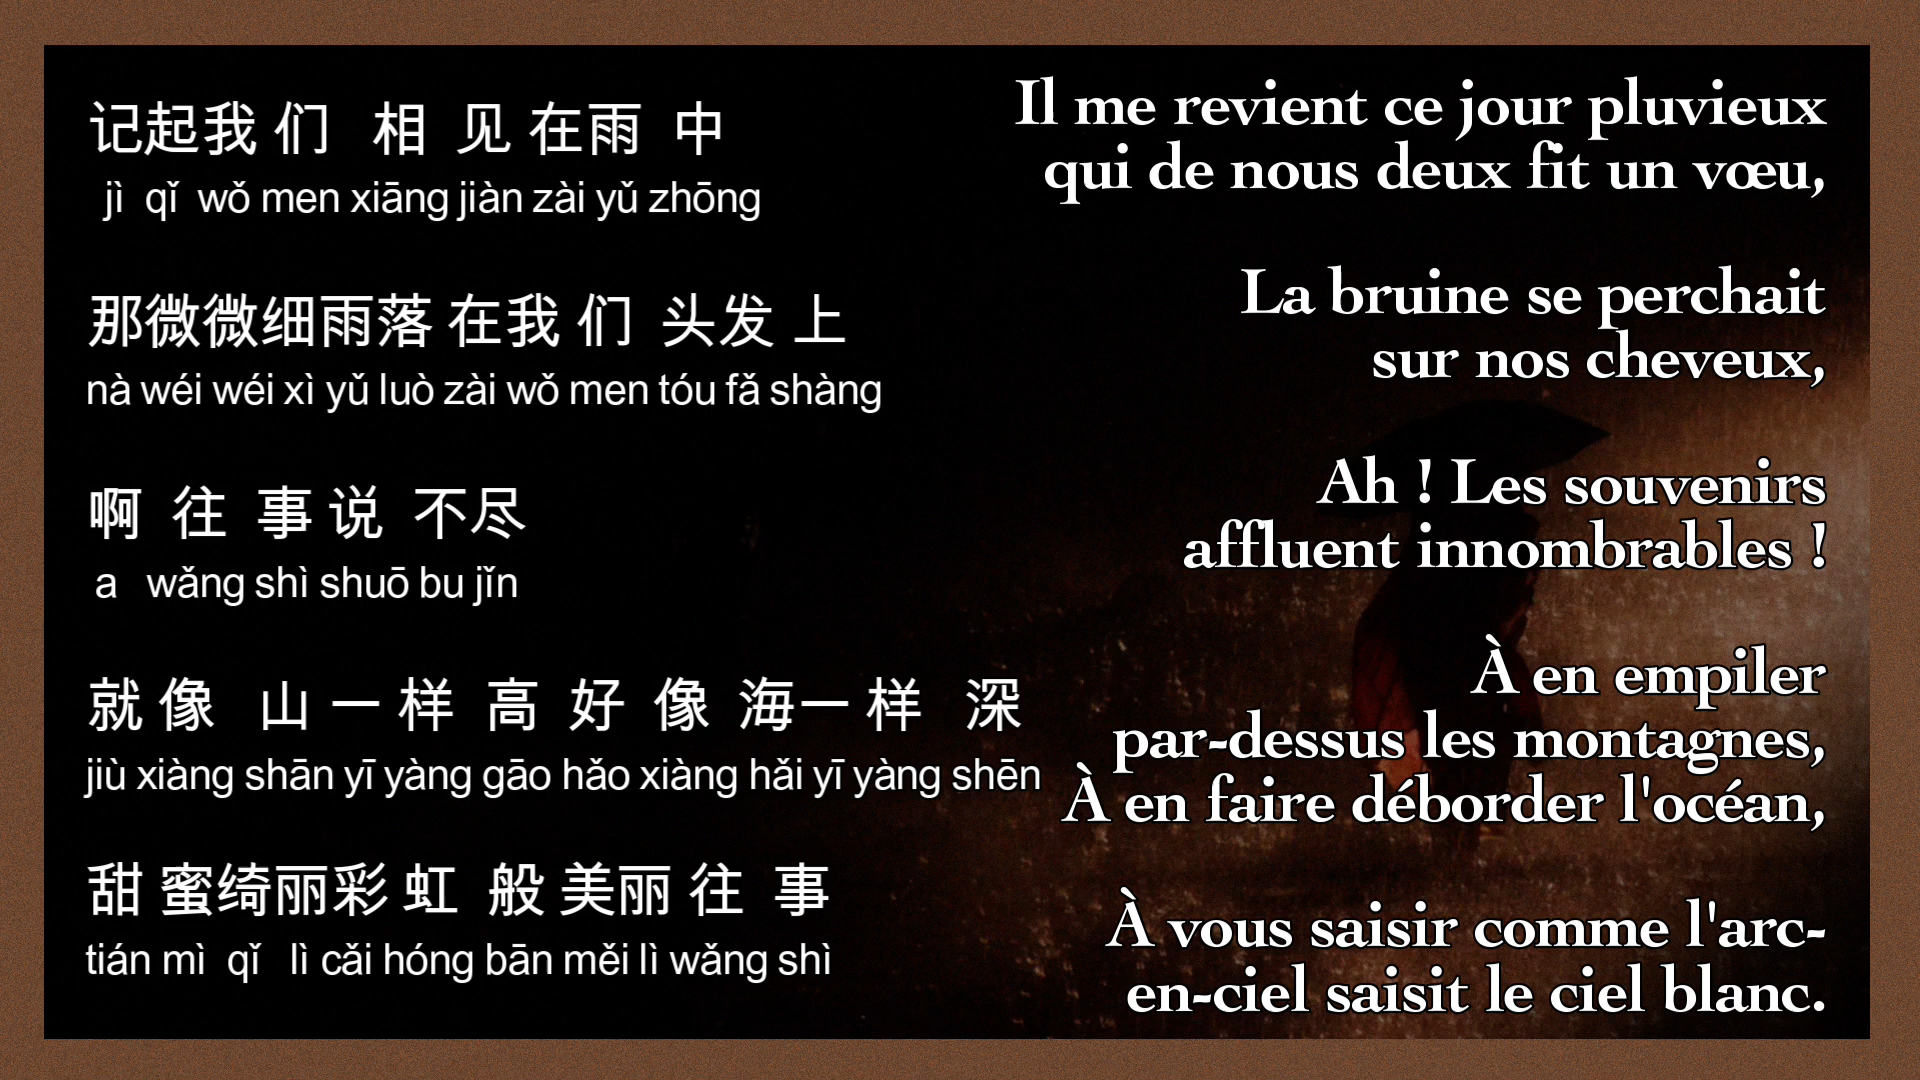 记起我们相见在雨中
jì qǐ wǒ men xiāng jiàn zài yǔ zhōng
那微微细雨落在我们头发上
nà wéi wéi xì yǔ luò zài wǒ men tóu fǎ shàng
啊往事说不尽
a wǎng shì shuō bu jǐn
就像山一样高好像海一样深
jiù xiàng shān yī yàng gāo hǎo xiàng hǎi yī yàng shēn
甜蜜绮丽彩虹般美丽往事
tián mì qǐ lì cǎi hóng bān měi lì wǎng shì
Il me revient ce jour pluvieux
qui de nous deux fit un vœu,
La bruine se perchait
sur nos cheveux,
Ah ! Les souvenirs
affluent innombrables !
À en empiler
par-dessus les montagnes,
À en faire déborder l'océan,
À vous saisir comme l'arc-
en-ciel saisit le ciel blanc.